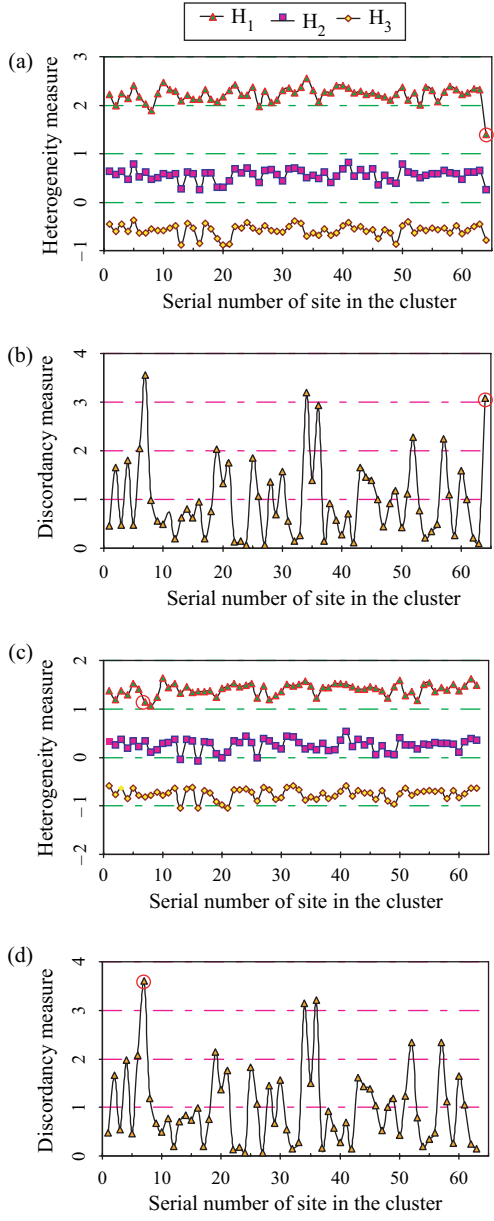 H1 H2 H3
(a)
Heterogeneity measure
3
2
1
0
−1
0 10 20 30 40 50 60
Serial number of site in the cluster
(b)
Discordancy measure
4
3
2
1
0
0 10 20 30 40 50 60
Serial number of site in the cluster
(c)
Heterogeneity measure
2
1
0
−1
−2
0 10 20 30 40 50 60
Serial number of site in the cluster
(d)
Discordancy measure
4
3
2
1
0
0 10 20 30 40 50 60
Serial number of site in the cluster